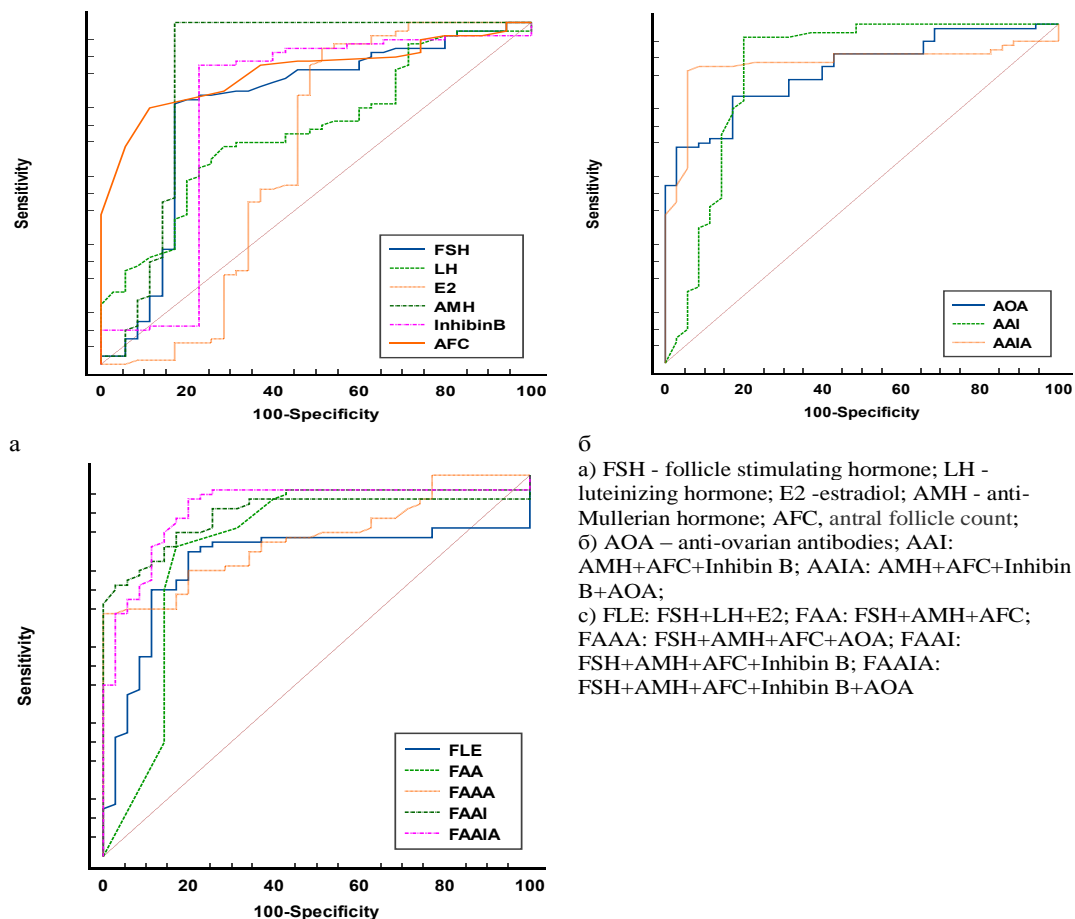 Sensitivity
FSH
LH
E2
AMH
InhibinB
AFC
0 20 40 60 80 100
100-Specificity
а
Sensitivity
AOA
AAI
AAIA
0 20 40 60 80 100
100-Specificity
б
a) FSH - follicle stimulating hormone; LH -
luteinizing hormone; E2 -estradiol; AMH - anti-
Mullerian hormone; AFC, antral follicle count;
б) AOA – anti-ovarian antibodies; AAI:
AMH+AFC+Inhibin B; AAIA: AMH+AFC+Inhibin
B+AOA;
c) FLE: FSH+LH+E2; FAA: FSH+AMH+AFC;
FAAA: FSH+AMH+AFC+AOA; FAAI:
FSH+AMH+AFC+Inhibin B; FAAIA:
FSH+AMH+AFC+Inhibin B+AOA
Sensitivity
FLE
FAA
FAAA
FAAI
FAAIA
0 20 40 60 80 100
100-Specificity